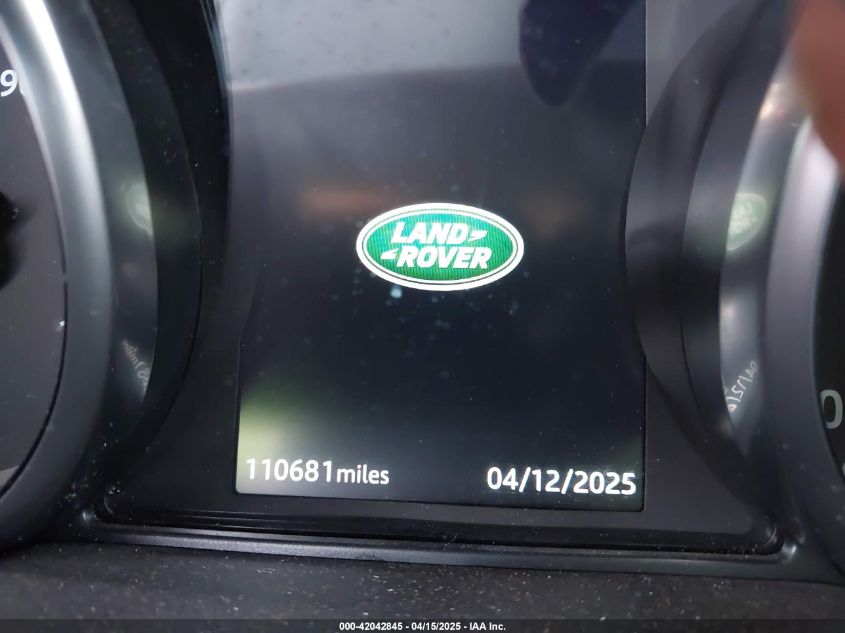 LAND
ROVER
110681miles 04/12/2025
000-42042845 - 04/15/2025 - IAA Inc.